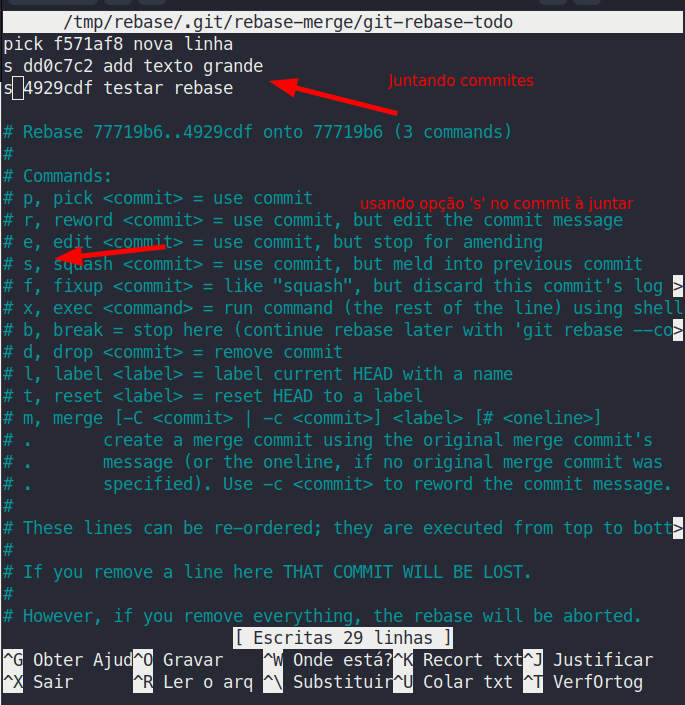 /tmp/rebase/.git/rebase-merge/git-rebase-todo
pick f571af8 nova linha
s dd0c7c2 add texto grande
s 4929cdf testar rebase
Juntando commites
# Rebase 77719b6..4929cdf onto 77719b6 (3 commands)
#
# Commands:
# p, pick <commit> = use commit
usando opção 's' no commit à juntar
# r, reword <commit> = use commit, but edit the commit message
# e, edit <commit> = use commit, but stop for amending
# s, squash <commit> = use commit, but meld into previous commit
# f, fixup <commit> = like "squash", but discard this commit's log >
# x, exec <command> = run command (the rest of the line) using shell
# b, break = stop here (continue rebase later with 'git rebase --co>
# d, drop <commit> = remove commit
# l, label <label> = label current HEAD with a name
# t, reset <label> = reset HEAD to a label
# m, merge [-C <commit> | -c <commit>] <label> [# <oneline>]
# .       create a merge commit using the original merge commit's
# .       message (or the oneline, if no original merge commit was
# .       specified). Use -c <commit> to reword the commit message.
#
# These lines can be re-ordered; they are executed from top to bott>
#
# If you remove a line here THAT COMMIT WILL BE LOST.
#
# However, if you remove everything, the rebase will be aborted.
[ Escritas 29 linhas ]
^G Obter Ajud ^O Gravar ^W Onde está? ^K Recort txt ^J Justificar
^X Sair ^R Ler o arq ^\ Substituir ^U Colar txt ^T VerfOrtog